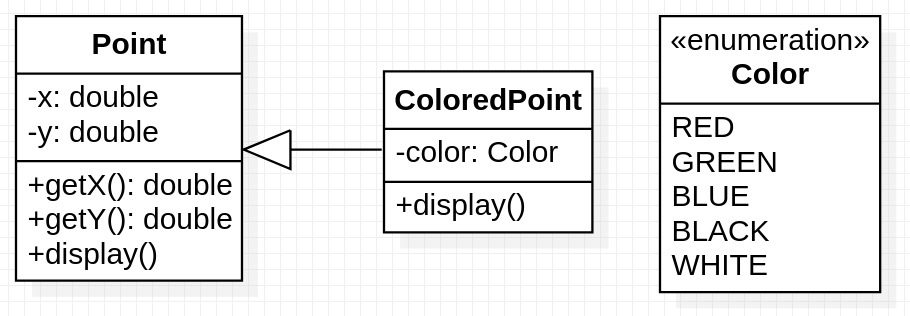 Point
-x: double
-y: double
+getX(): double
+getY(): double
+display()
ColoredPoint
-color: Color
+display()
«enumeration»
Color
RED
GREEN
BLUE
BLACK
WHITE